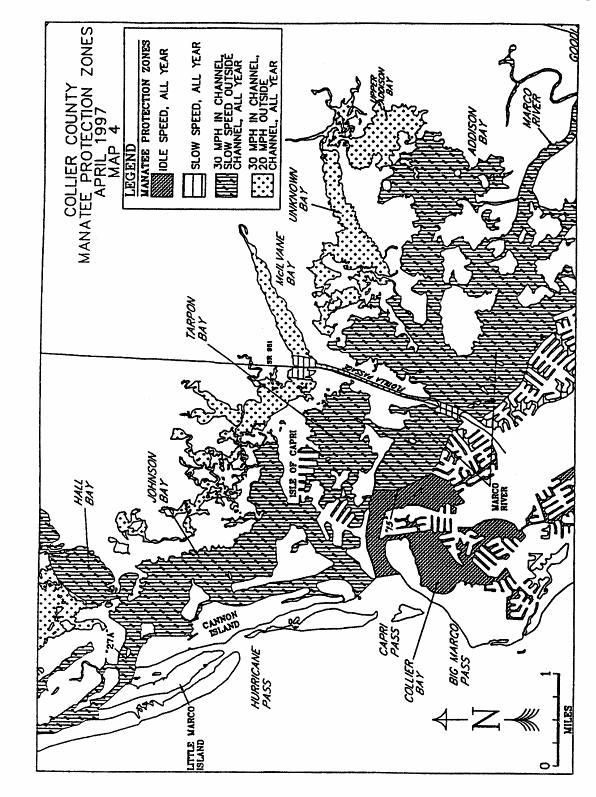 COLLIER COUNTY
MANATEE PROTECTION ZONES
APRIL 1997
MAP 4
LEGEND
MANATEE PROTECTION ZONES
IDLE SPEED, ALL YEAR
SLOW SPEED, ALL YEAR
30 MPH IN CHANNEL,
SLOW SPEED OUTSIDE
CHANNEL, ALL YEAR
30 MPH IN CHANNEL,
20 MPH OUTSIDE
CHANNEL, ALL YEAR
HALL
BAY
JOHNSON
BAY
TARPON
BAY
McILVANE
BAY
UNKNOWN
BAY
UPPER
ADDISON
BAY
ADDISON
BAY
MARCO
RIVER
SR 951
ISLE OF CAPRI
MARCO
RIVER
CANNON
ISLAND
"27A"
LITTLE MARCO
ISLAND
HURRICANE
PASS
CAPRI
PASS
COLLIER
BAY
BIG MARCO
PASS
N
0
1
MILES